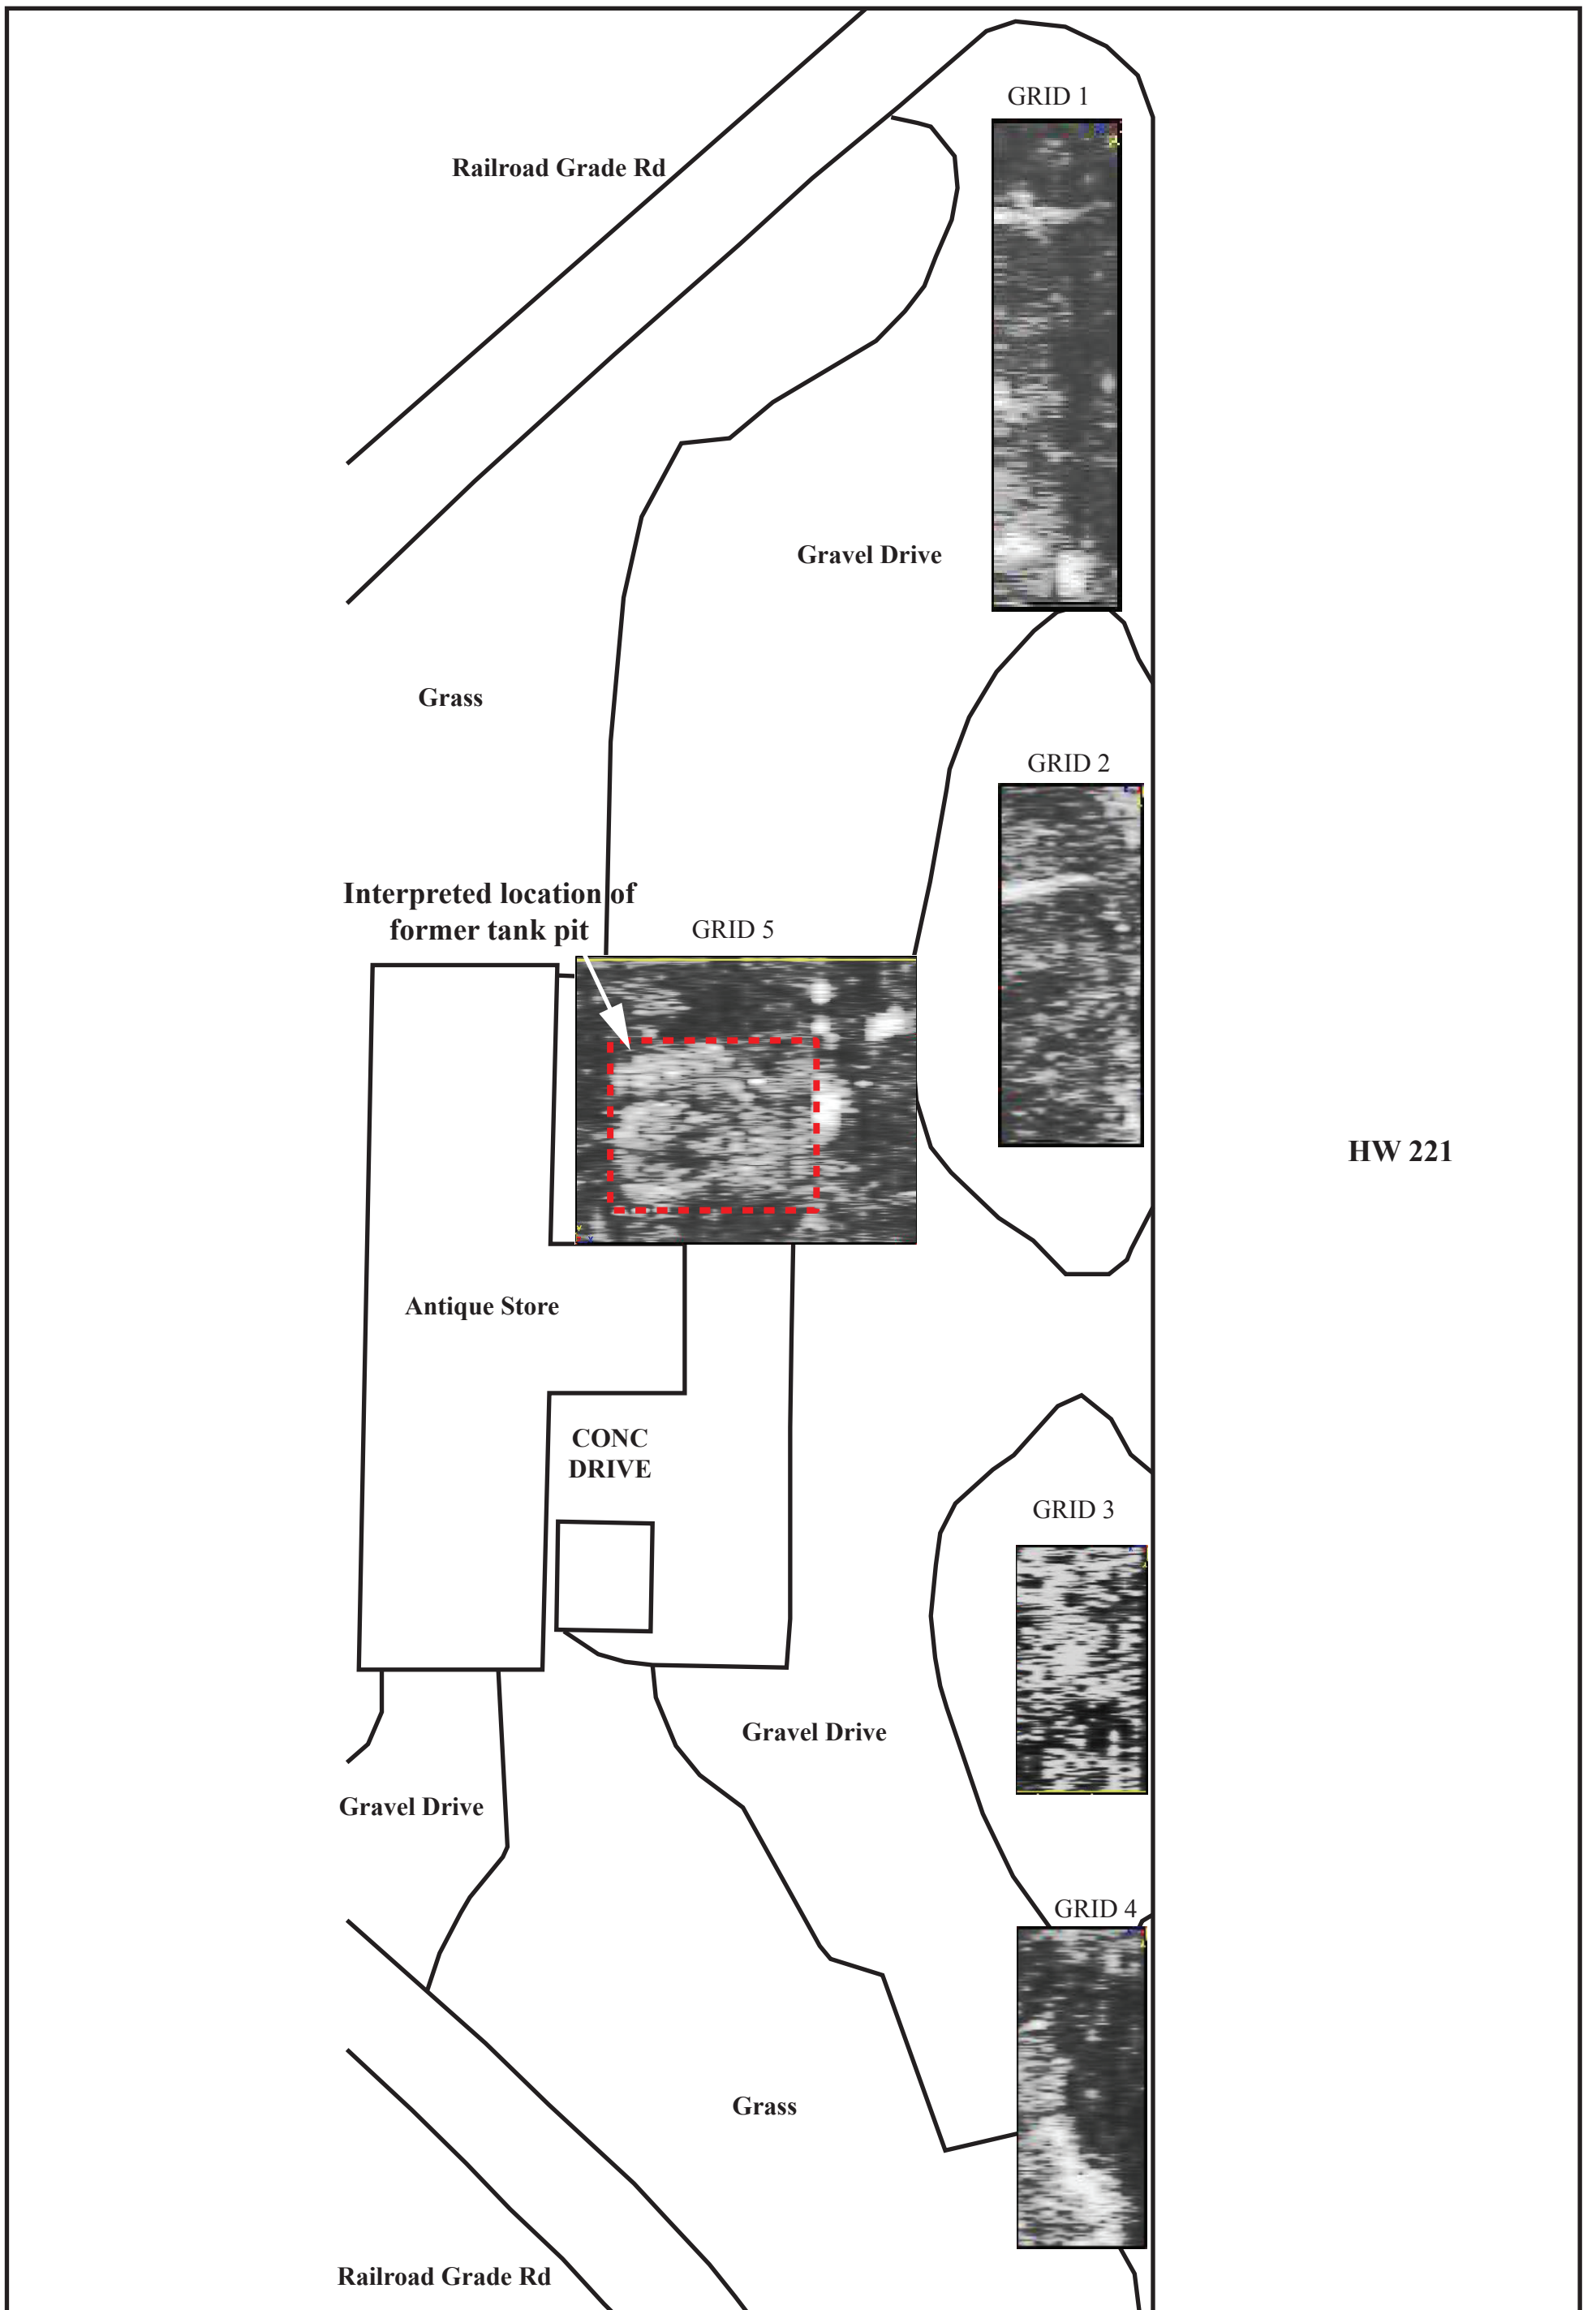 GRID 1
Railroad Grade Rd
Gravel Drive
Grass
GRID 2
Interpreted location of
former tank pit
GRID 5
HW 221
Antique Store
CONC
DRIVE
GRID 3
Gravel Drive
Gravel Drive
GRID 4
Grass
Railroad Grade Rd